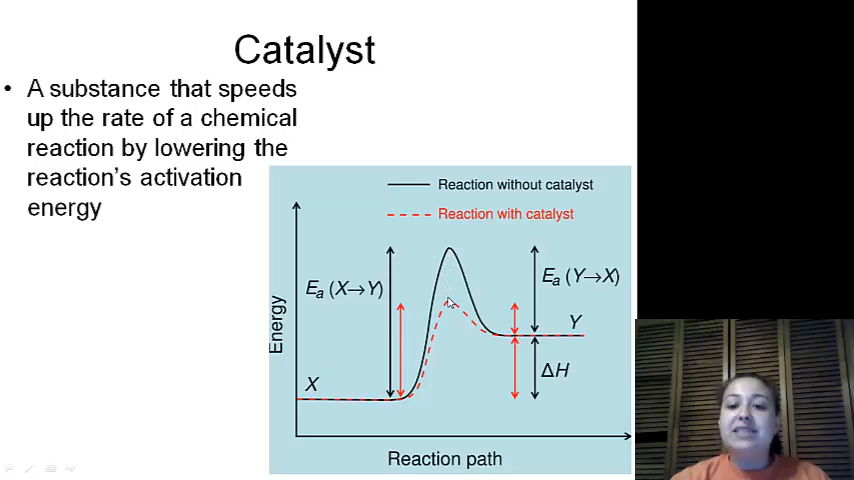 Catalyst
• A substance that speeds
up the rate of a chemical
reaction by lowering the
reaction's activation
energy
Reaction without catalyst
Reaction with catalyst
Eₐ (X→Y)
Eₐ (Y→X)
Energy
Y
X
ΔH
Reaction path